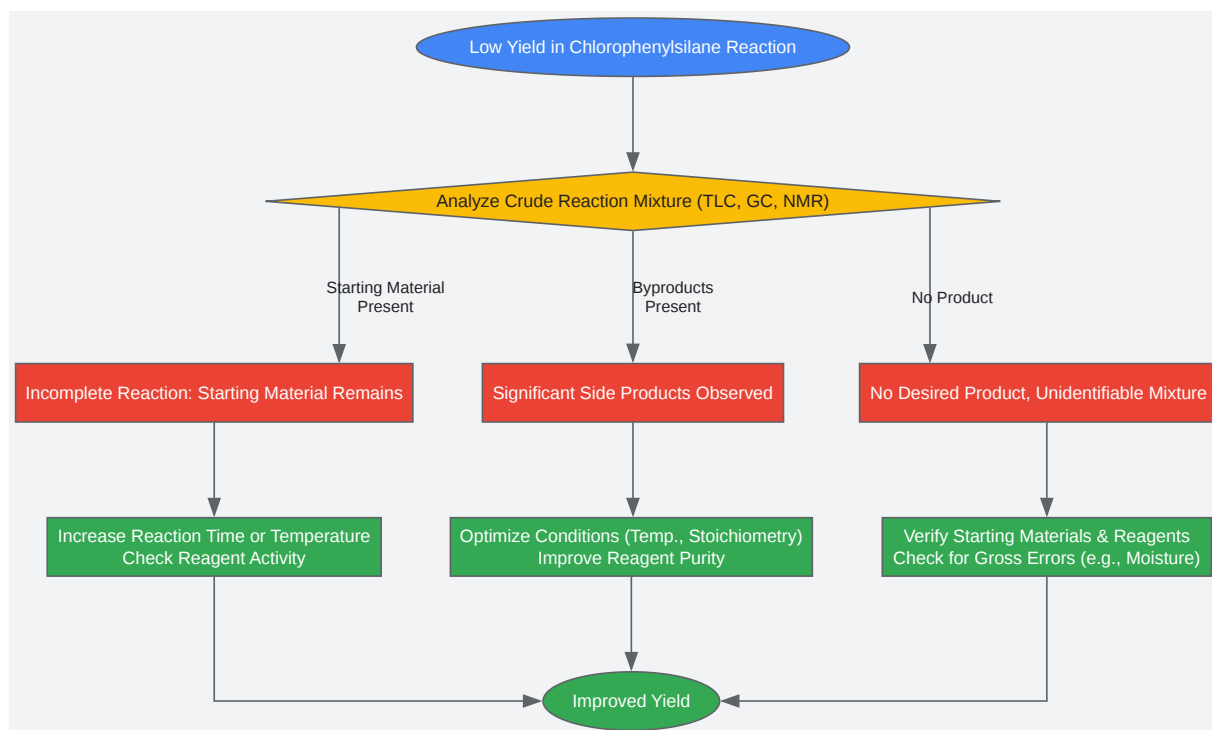 Low Yield in Chlorophenylsilane Reaction
Analyze Crude Reaction Mixture (TLC, GC, NMR)
Starting Material
Present
Byproducts
Present
No Product
Incomplete Reaction: Starting Material Remains
Significant Side Products Observed
No Desired Product, Unidentifiable Mixture
Increase Reaction Time or Temperature
Check Reagent Activity
Optimize Conditions (Temp., Stoichiometry)
Improve Reagent Purity
Verify Starting Materials & Reagents
Check for Gross Errors (e.g., Moisture)
Improved Yield